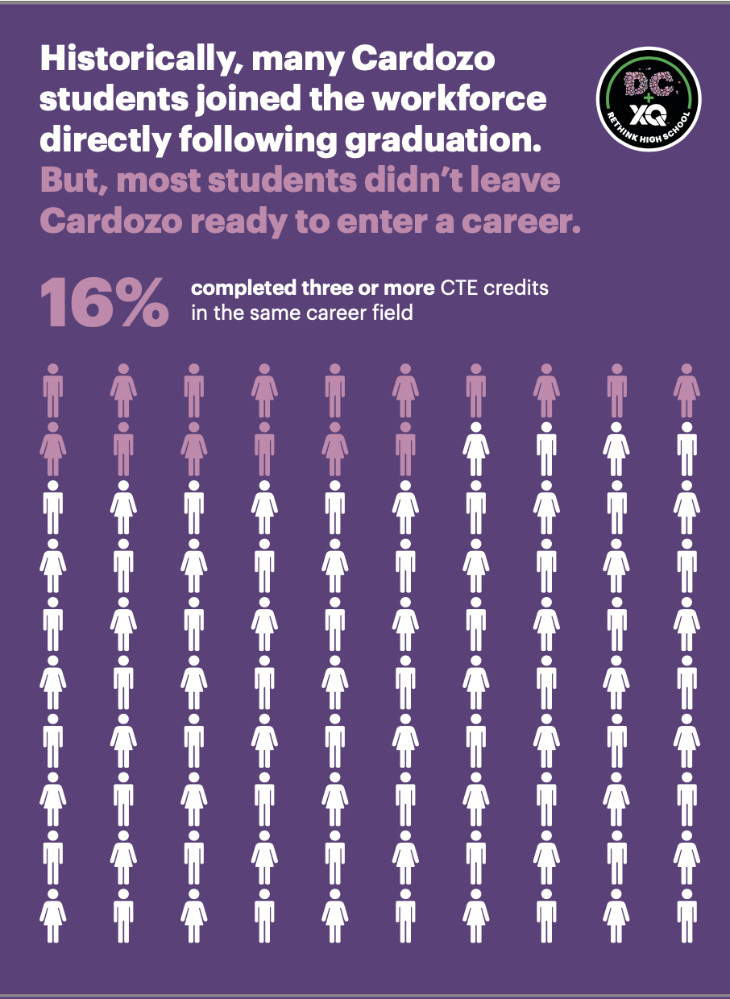 Historically, many Cardozo
students joined the workforce
directly following graduation.
But, most students didn’t leave
Cardozo ready to enter a career.
DC
+
XQ
RETHINK HIGH SCHOOL
16%
completed three or more CTE credits
in the same career field